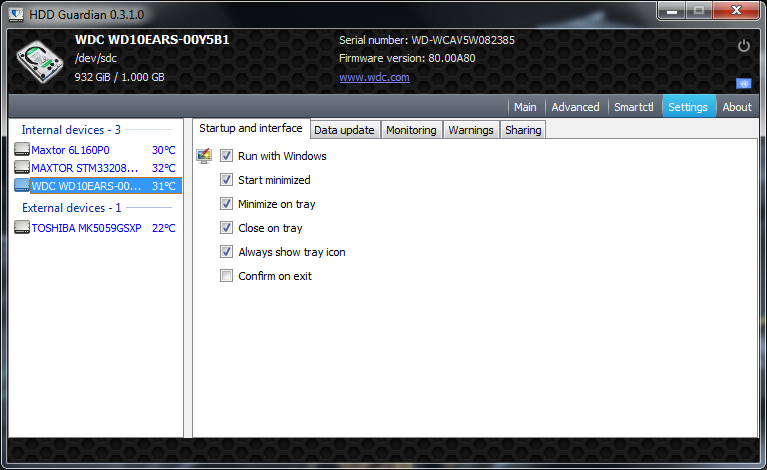 HDD Guardian 0.3.1.0
WDC WD10EARS-00Y5B1
/dev/sdc
932 GiB / 1.000 GB
Serial number: WD-WCAV5W082385
Firmware version: 80.00A80
www.wdc.com
Main Advanced Smartctl Settings About
Internal devices - 3
Maxtor 6L160P0 30°C
MAXTOR STM33208... 32°C
WDC WD10EARS-00... 31°C
External devices - 1
TOSHIBA MK5059GSXP 22°C
Startup and interface Data update Monitoring Warnings Sharing
Run with Windows
Start minimized
Minimize on tray
Close on tray
Always show tray icon
Confirm on exit